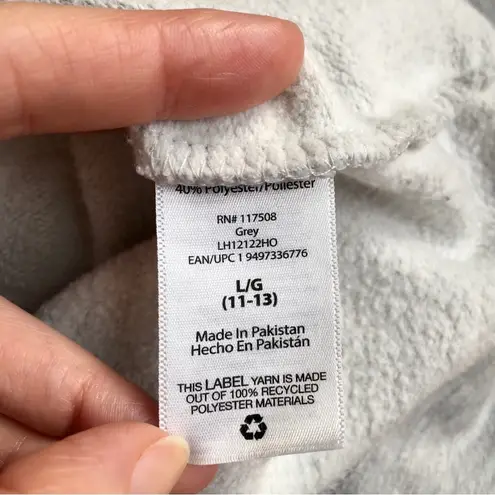 40% Polyester/Poliéster
RN# 117508
Grey
LH12122HO
EAN/UPC 1 9497336776
L/G
(11-13)
Made In Pakistan
Hecho En Pakistán
THIS LABEL YARN IS MADE
OUT OF 100% RECYCLED
POLYESTER MATERIALS